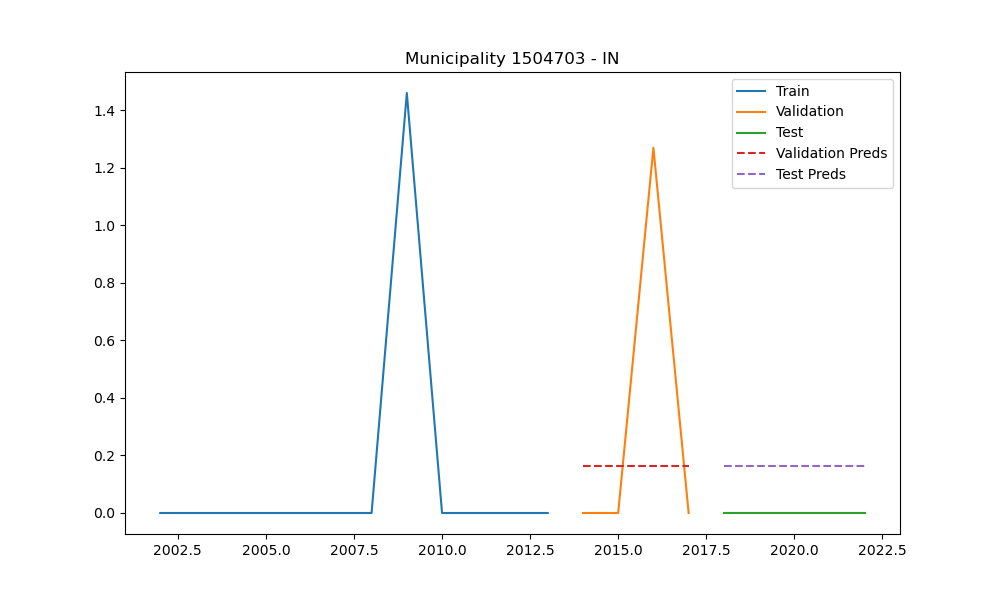 Municipality 1504703 - IN
Train
Validation
Test
Validation Preds
Test Preds
1.4
1.2
1.0
0.8
0.6
0.4
0.2
0.0
2002.5 2005.0 2007.5 2010.0 2012.5 2015.0 2017.5 2020.0 2022.5